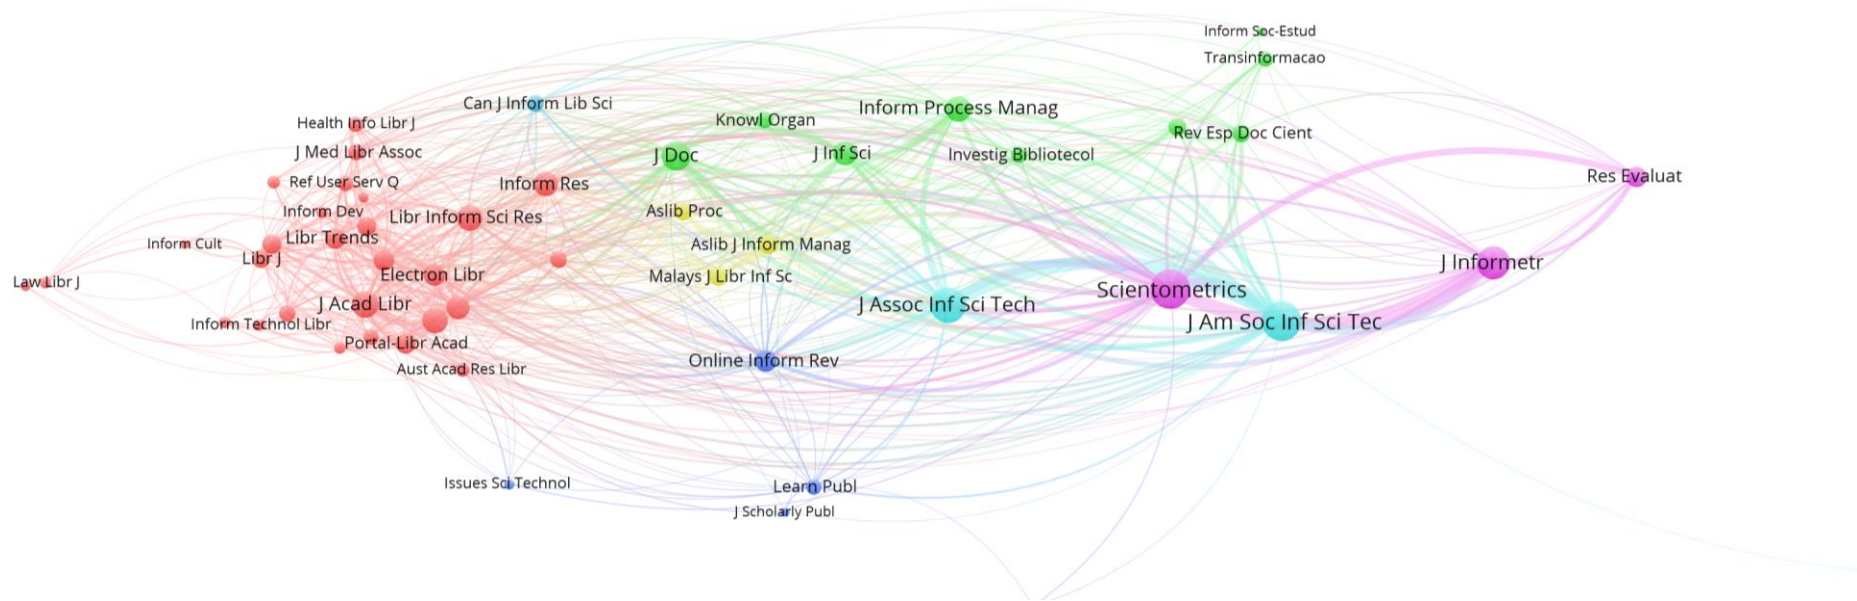 Inform Soc-Estud
Transinformacao
Can J Inform Lib Sci
Inform Process Manag
Health Info Libr J
Knowl Organ
Rev Esp Doc Cient
J Med Libr Assoc
J Doc
J Inf Sci
Investig Bibliotecol
Ref User Serv Q
Inform Res
Res Evaluat
Inform Dev
Libr Inform Sci Res
Aslib Proc
Libr Trends
Inform Cult
Aslib J Inform Manag
Libr J
J Informetr
Electron Libr
Malays J Libr Inf Sc
Law Libr J
Scientometrics
J Acad Libr
J Assoc Inf Sci Tech
Inform Technol Libr
J Am Soc Inf Sci Tec
Portal-Libr Acad
Online Inform Rev
Aust Acad Res Libr
Issues Sci Technol
Learn Publ
J Scholarly Publ